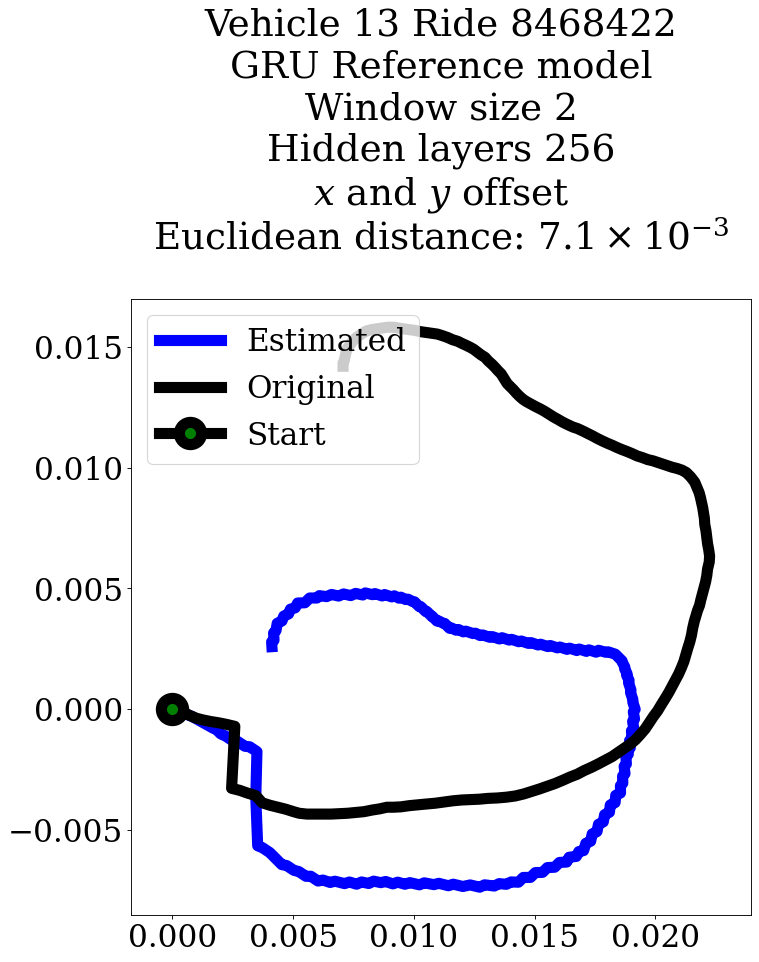 Vehicle 13 Ride 8468422
GRU Reference model
Window size 2
Hidden layers 256
x and y offset
Euclidean distance: 7.1 × 10⁻³
Estimated
Original
Start
0.015
0.010
0.005
0.000
−0.005
0.000 0.005 0.010 0.015 0.020